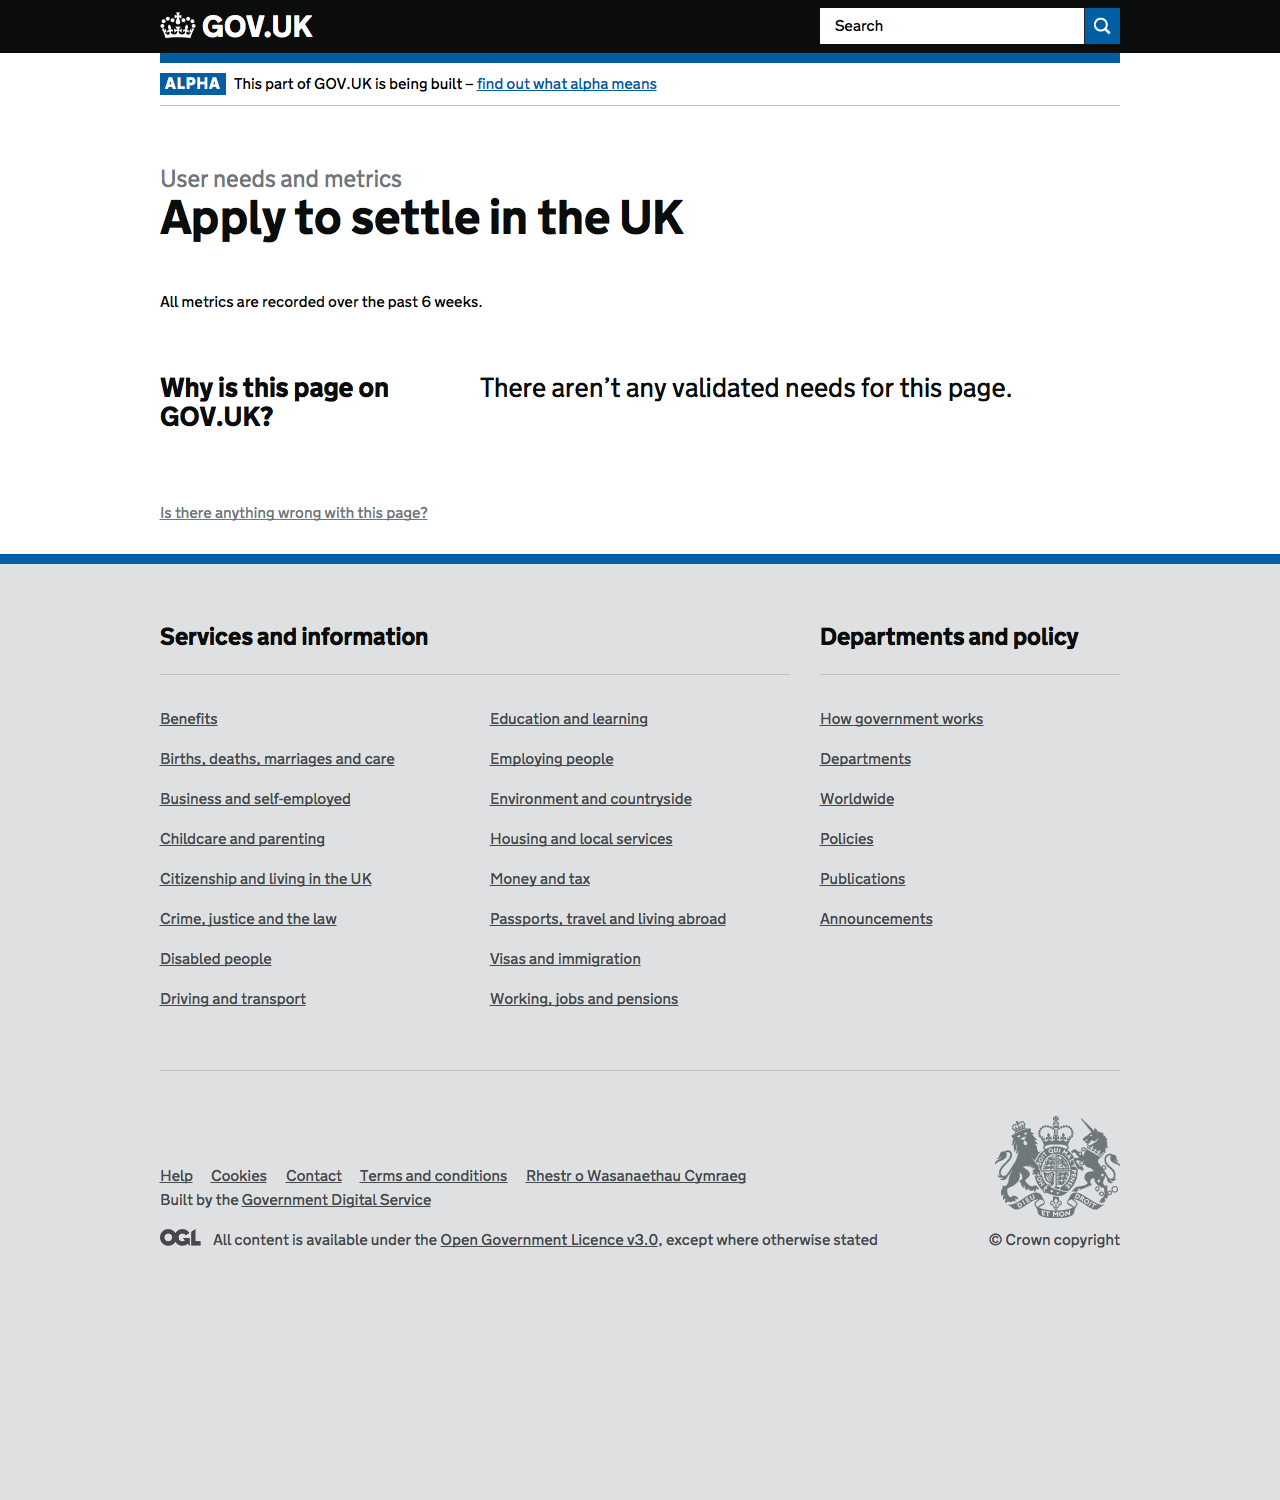 GOV.UK
Search
ALPHA This part of GOV.UK is being built – find out what alpha means
User needs and metrics
Apply to settle in the UK
All metrics are recorded over the past 6 weeks.
Why is this page on
GOV.UK?
There aren’t any validated needs for this page.
Is there anything wrong with this page?
Services and information
Benefits
Births, deaths, marriages and care
Business and self-employed
Childcare and parenting
Citizenship and living in the UK
Crime, justice and the law
Disabled people
Driving and transport
Education and learning
Employing people
Environment and countryside
Housing and local services
Money and tax
Passports, travel and living abroad
Visas and immigration
Working, jobs and pensions
Departments and policy
How government works
Departments
Worldwide
Policies
Publications
Announcements
Help Cookies Contact Terms and conditions Rhestr o Wasanaethau Cymraeg
Built by the Government Digital Service
OGL All content is available under the Open Government Licence v3.0, except where otherwise stated
DIEU ET MON DROIT
© Crown copyright